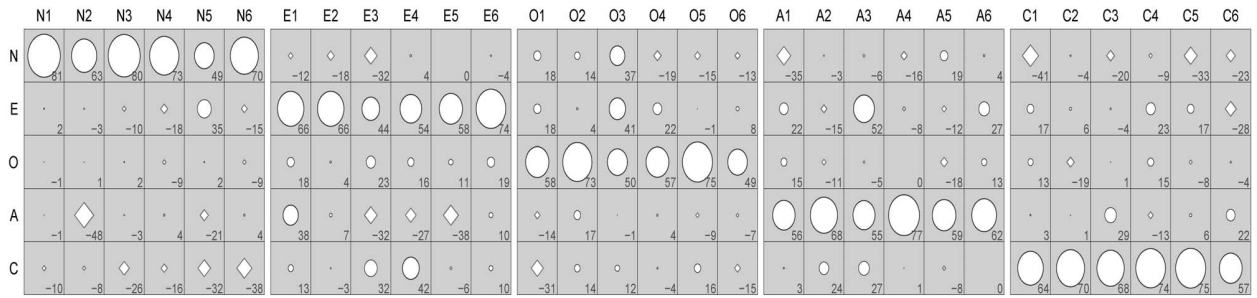 N1 N2 N3 N4 N5 N6 E1 E2 E3 E4 E5 E6 O1 O2 O3 O4 O5 O6 A1 A2 A3 A4 A5 A6 C1 C2 C3 C4 C5 C6
N 81 63 80 73 49 70 −12 −18 −32 4 0 −4 18 14 37 −19 −15 −13 −35 −3 −6 −16 19 4 −41 −4 −20 −9 −33 −23
E 2 −3 −10 −18 35 −15 66 66 44 54 58 74 18 4 41 22 −1 8 22 −15 52 −8 −12 27 17 6 −4 23 17 −28
O −1 1 2 −9 2 −9 18 4 23 16 11 19 58 73 50 57 75 49 15 −11 −5 0 −18 13 13 −19 1 15 −8 −4
A −1 −48 −3 4 −21 4 38 7 −32 −27 −38 10 −14 17 −1 4 −9 −7 56 68 55 77 59 62 3 1 29 −13 6 22
C −10 −8 −26 −16 −32 −38 13 −3 32 42 −6 10 −31 14 12 −4 16 −15 3 24 27 1 −8 0 64 70 68 74 75 57